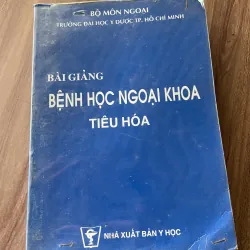 BỘ MÔN NGOẠI
TRƯỜNG ĐẠI HỌC Y DƯỢC TP. HỒ CHÍ MINH
BÀI GIẢNG
BỆNH HỌC NGOẠI KHOA
TIÊU HÓA
NHÀ XUẤT BẢN Y HỌC